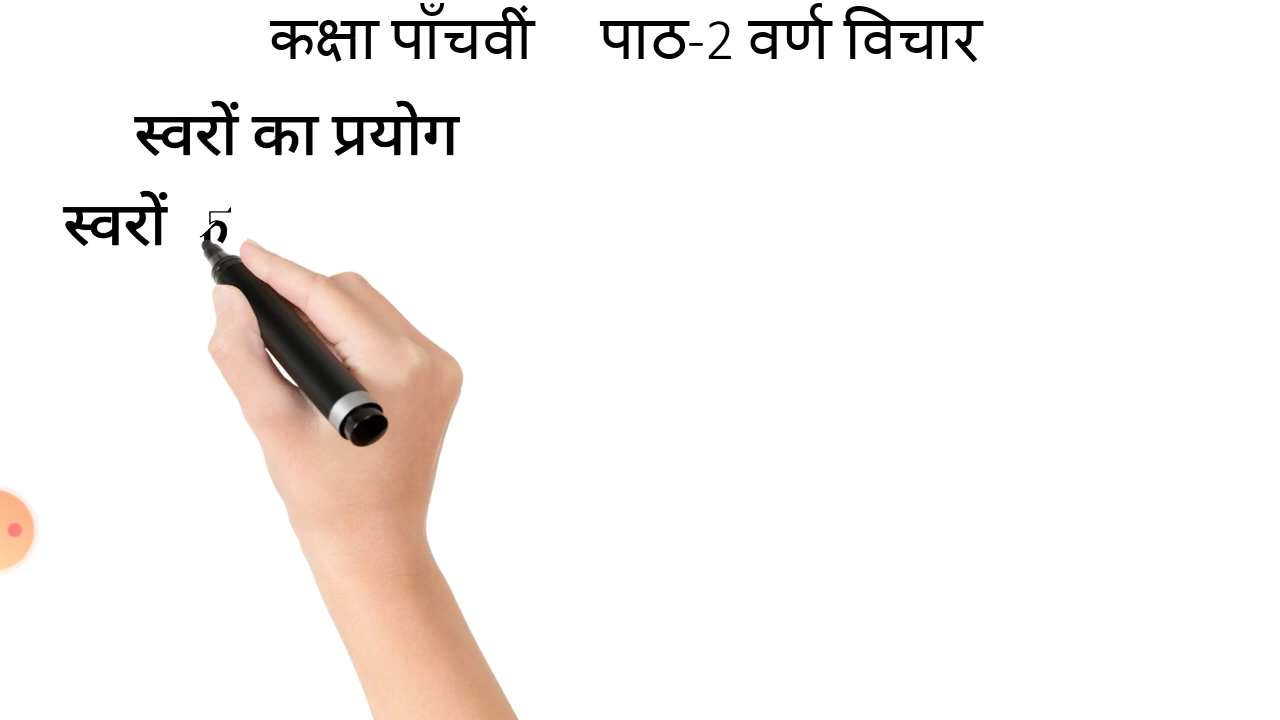 कक्षा पाँचवीं पाठ-2 वर्ण विचार
स्वरों का प्रयोग
स्वरों